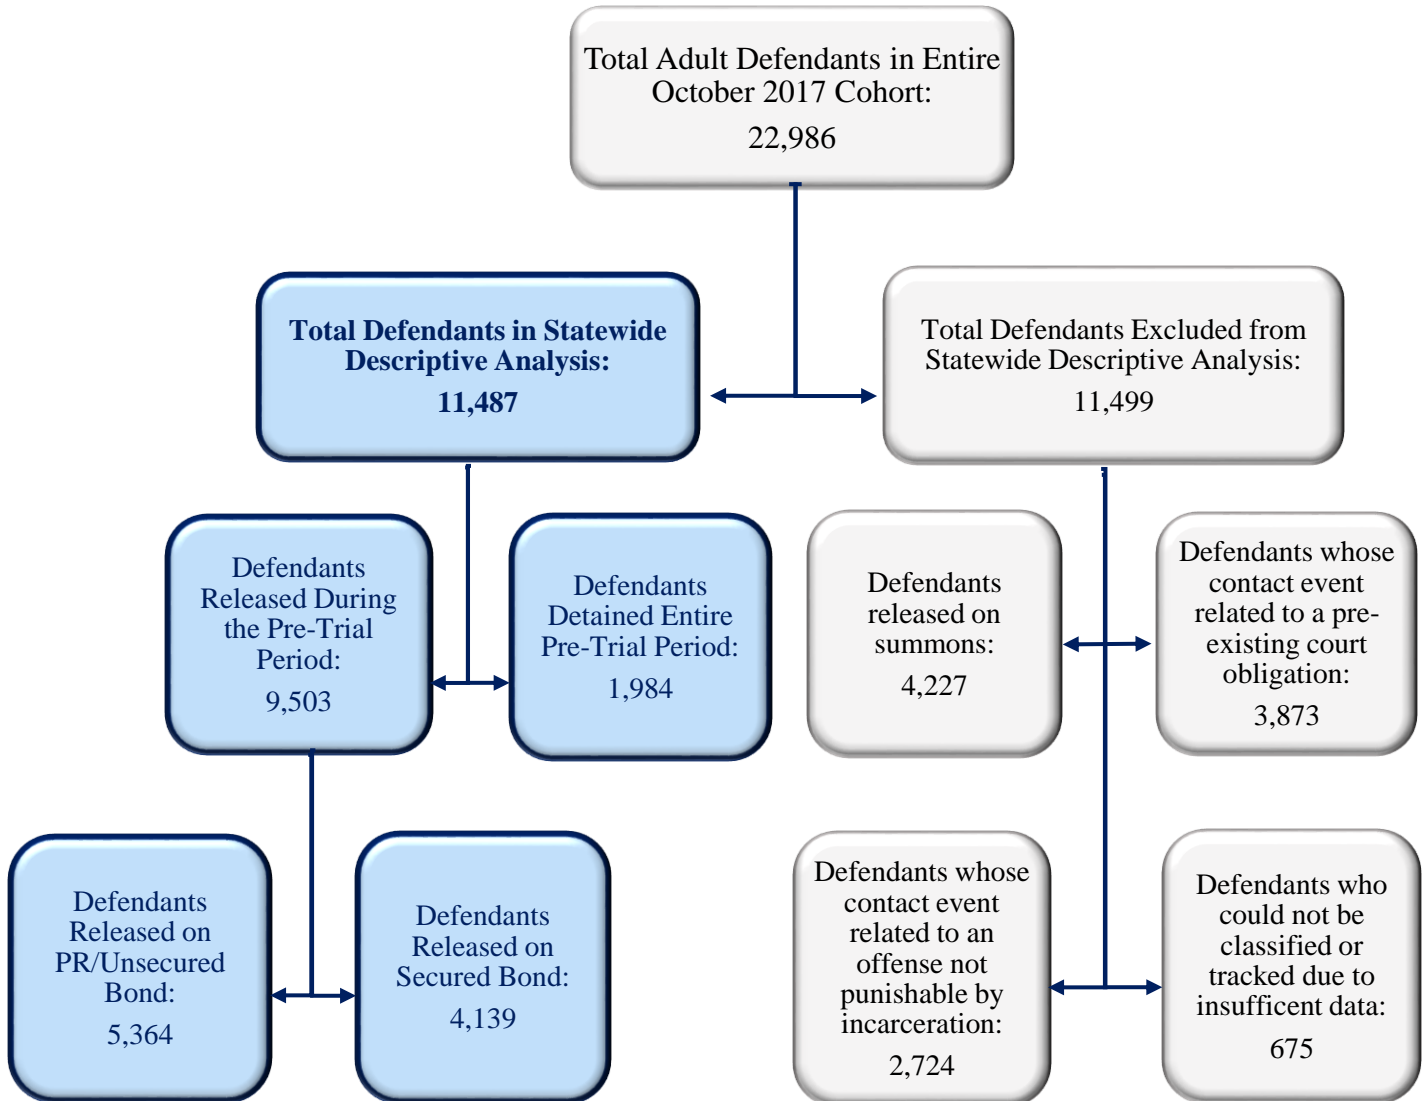 Total Adult Defendants in Entire
October 2017 Cohort:
22,986
Total Defendants in Statewide
Descriptive Analysis:
11,487
Total Defendants Excluded from
Statewide Descriptive Analysis:
11,499
Defendants
Released During
the Pre-Trial
Period:
9,503
Defendants
Detained Entire
Pre-Trial Period:
1,984
Defendants
released on
summons:
4,227
Defendants whose
contact event
related to a pre-
existing court
obligation:
3,873
Defendants
Released on
PR/Unsecured
Bond:
5,364
Defendants
Released on
Secured Bond:
4,139
Defendants whose
contact event
related to an
offense not
punishable by
incarceration:
2,724
Defendants who
could not be
classified or
tracked due to
insufficent data:
675